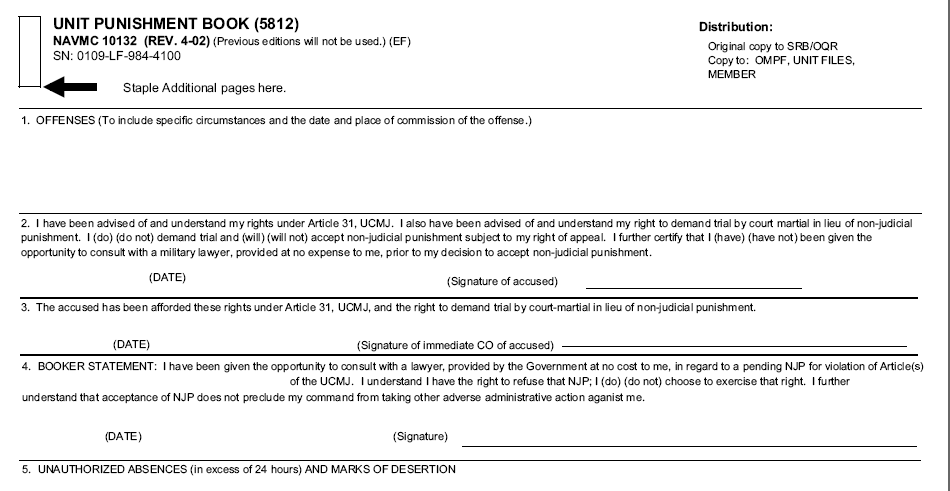 UNIT PUNISHMENT BOOK (5812)
NAVMC 10132 (REV. 4-02) (Previous editions will not be used.) (EF)
SN: 0109-LF-984-4100
Staple Additional pages here.
Distribution:
Original copy to SRB/OQR
Copy to: OMPF, UNIT FILES,
MEMBER
1. OFFENSES (To include specific circumstances and the date and place of commission of the offense.)
2. I have been advised of and understand my rights under Article 31, UCMJ. I also have been advised of and understand my right to demand trial by court martial in lieu of non-judicial
punishment. I (do) (do not) demand trial and (will) (will not) accept non-judicial punishment subject to my right of appeal. I further certify that I (have) (have not) been given the
opportunity to consult with a military lawyer, provided at no expense to me, prior to my decision to accept non-judicial punishment.
(DATE) (Signature of accused)
3. The accused has been afforded these rights under Article 31, UCMJ, and the right to demand trial by court-martial in lieu of non-judicial punishment.
(DATE) (Signature of immediate CO of accused)
4. BOOKER STATEMENT: I have been given the opportunity to consult with a lawyer, provided by the Government at no cost to me, in regard to a pending NJP for violation of Article(s)
of the UCMJ. I understand I have the right to refuse that NJP; I (do) (do not) choose to exercise that right. I further
understand that acceptance of NJP does not preclude my command from taking other adverse administrative action aganist me.
(DATE) (Signature)
5. UNAUTHORIZED ABSENCES (in excess of 24 hours) AND MARKS OF DESERTION